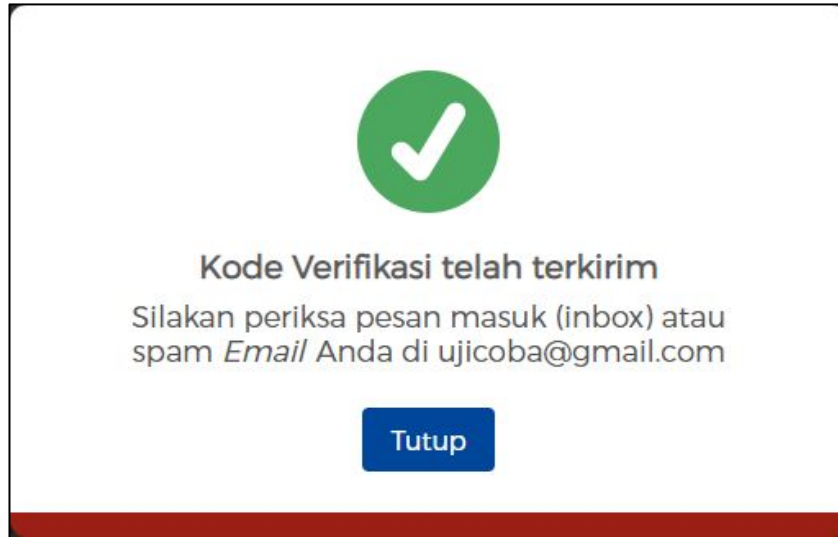 Kode Verifikasi telah terkirim
Silakan periksa pesan masuk (inbox) atau
spam Email Anda di ujicoba@gmail.com
Tutup